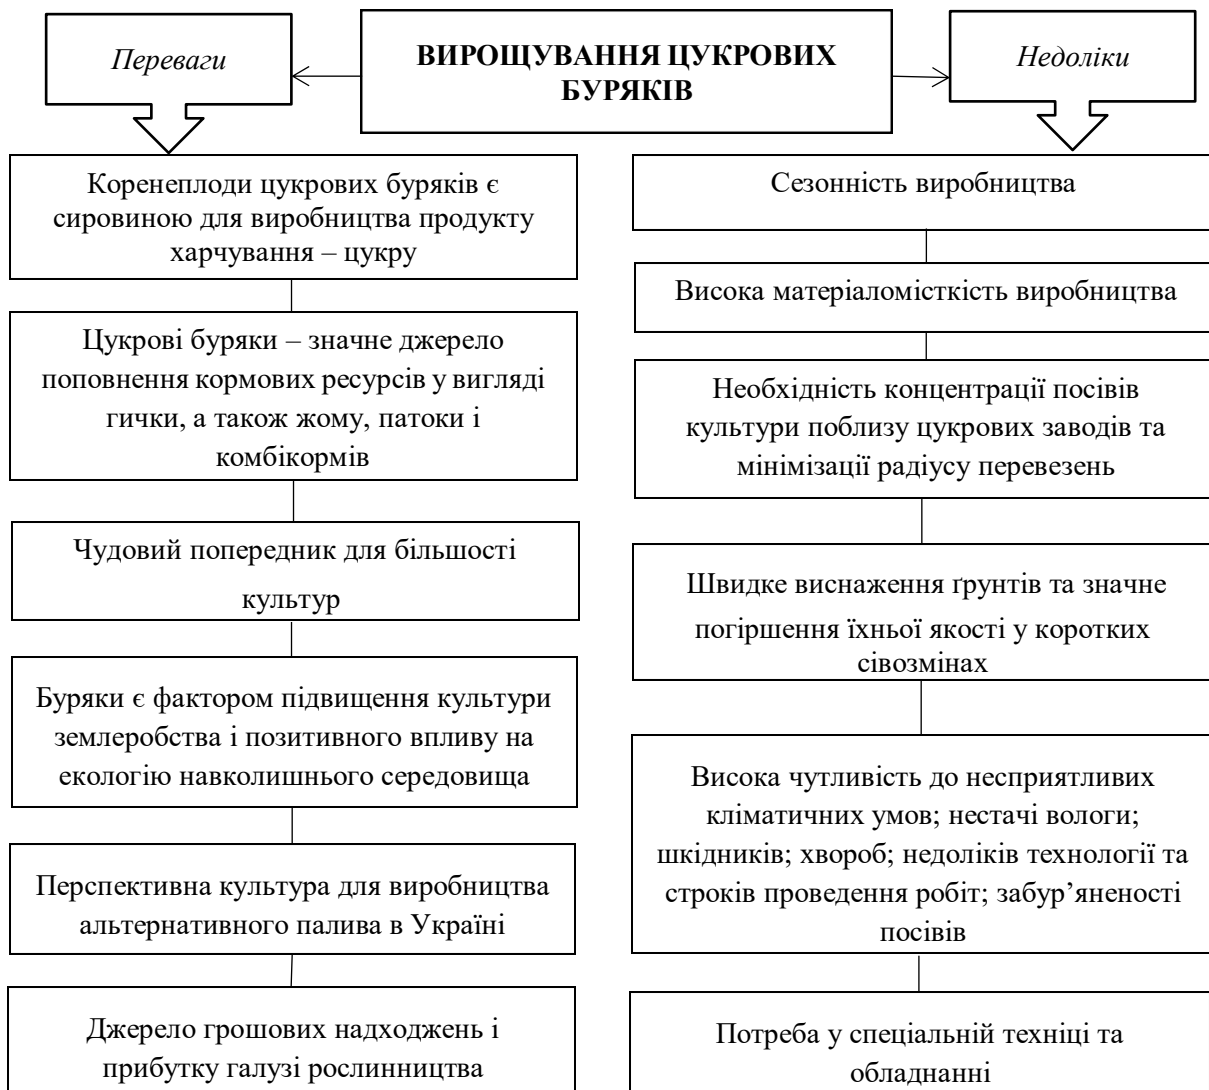 Переваги
ВИРОЩУВАННЯ ЦУКРОВИХ
БУРЯКІВ
Недоліки
Коренеплоди цукрових буряків є
сировиною для виробництва продукту
харчування – цукру
Цукрові буряки – значне джерело
поповнення кормових ресурсів у вигляді
гички, а також жому, патоки і
комбікормів
Чудовий попередник для більшості
культур
Буряки є фактором підвищення культури
землеробства і позитивного впливу на
екологію навколишнього середовища
Перспективна культура для виробництва
альтернативного палива в Україні
Джерело грошових надходжень і
прибутку галузі рослинництва
Сезонність виробництва
Висока матеріаломісткість виробництва
Необхідність концентрації посівів
культури поблизу цукрових заводів та
мінімізації радіусу перевезень
Швидке виснаження ґрунтів та значне
погіршення їхньої якості у коротких
сівозмінах
Висока чутливість до несприятливих
кліматичних умов; нестачі вологи;
шкідників; хвороб; недоліків технології та
строків проведення робіт; забур’яненості
посівів
Потреба у спеціальній техніці та
обладнанні